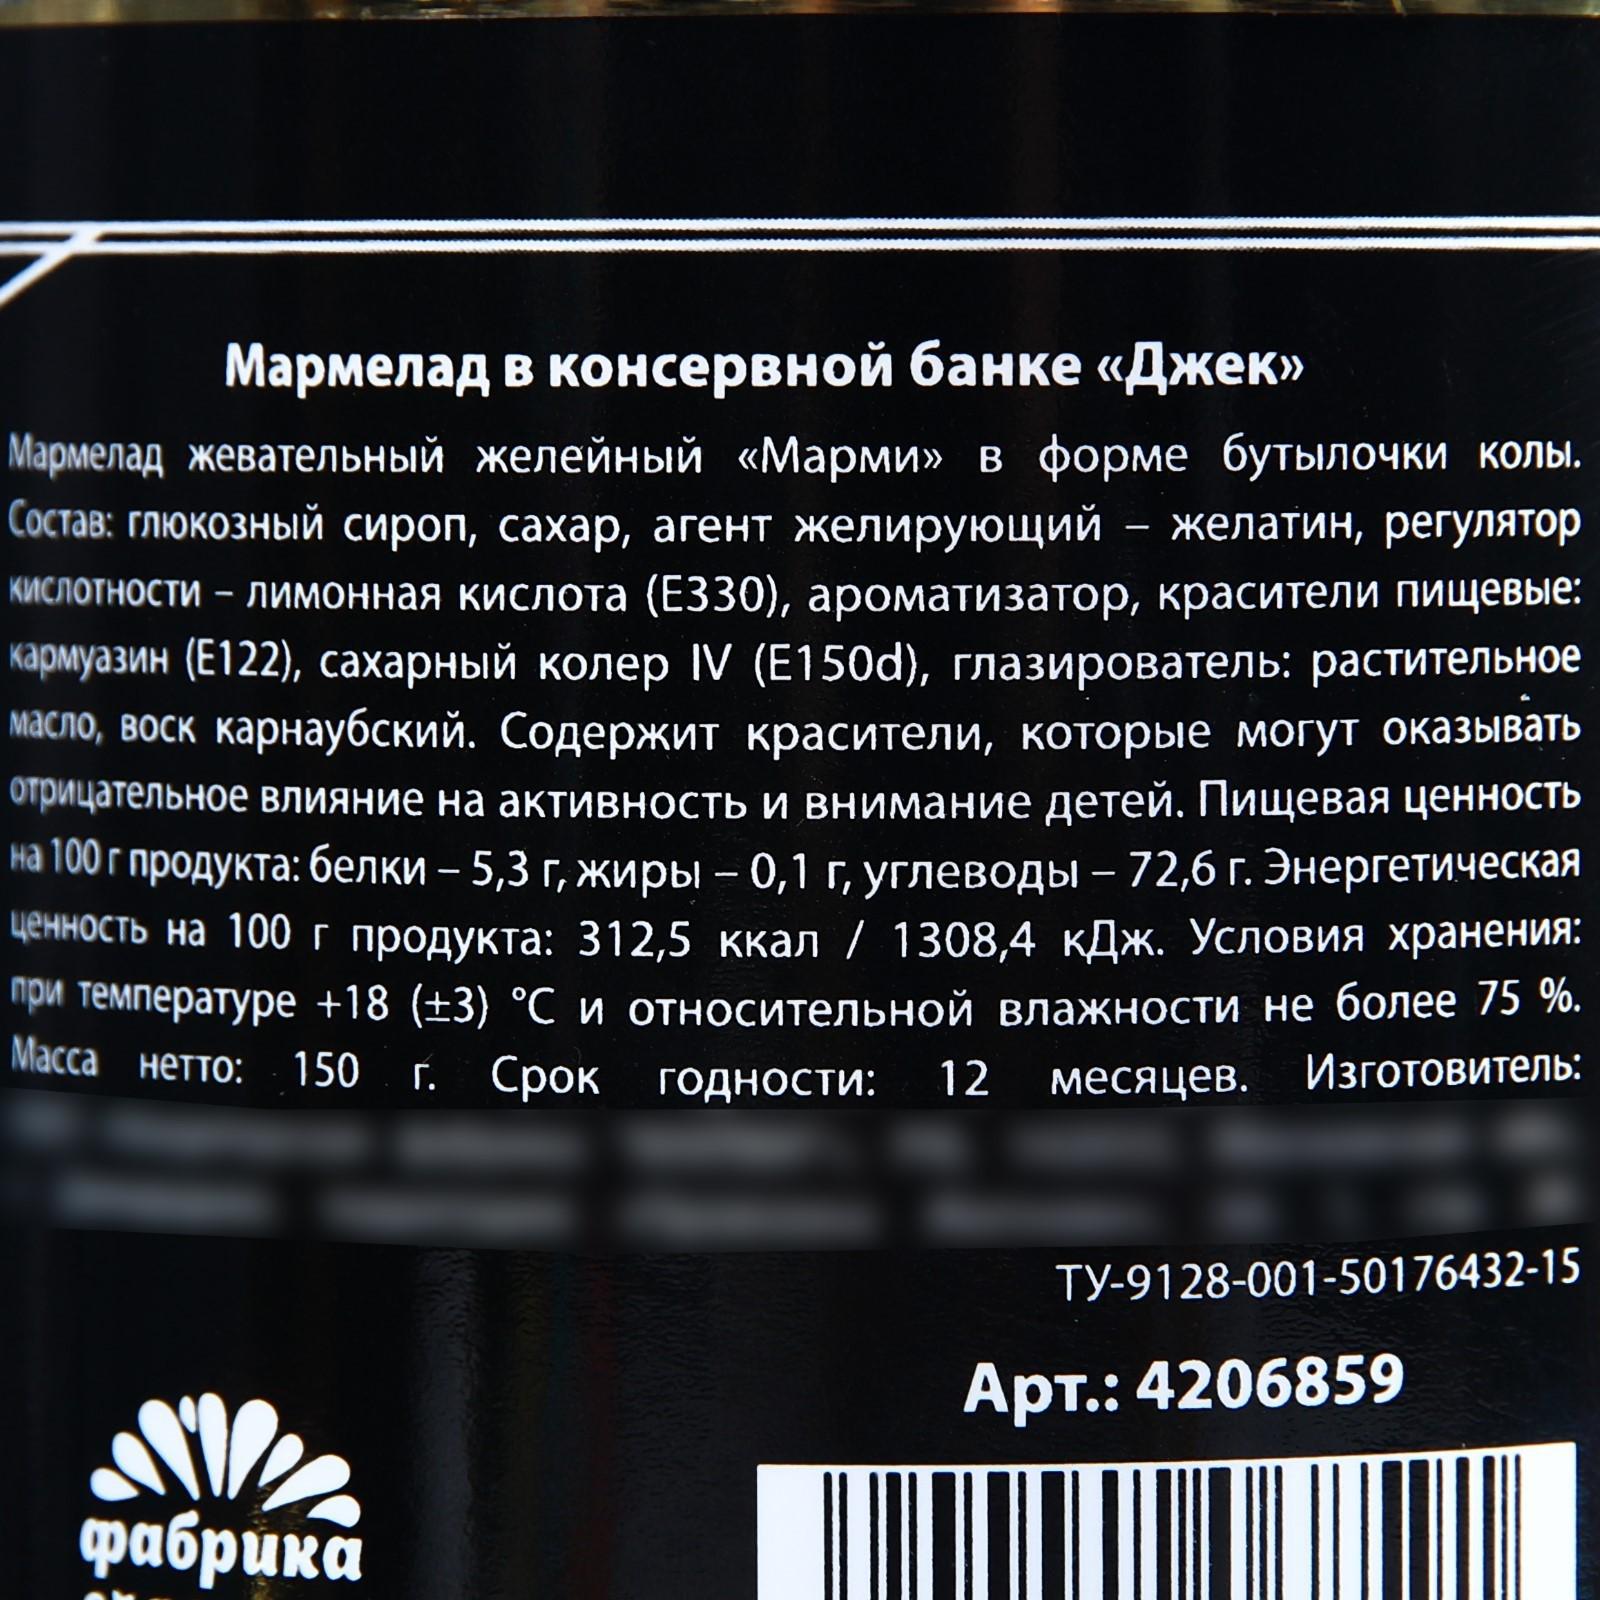 Мармелад в консервной банке «Джек»
Мармелад жевательный желейный «Марми» в форме бутылочки колы.
Состав: глюкозный сироп, сахар, агент желирующий – желатин, регулятор
кислотности – лимонная кислота (Е330), ароматизатор, красители пищевые:
кармуазин (Е122), сахарный колер IV (Е150d), глазирователь: растительное
масло, воск карнаубский. Содержит красители, которые могут оказывать
отрицательное влияние на активность и внимание детей. Пищевая ценность
на 100 г продукта: белки – 5,3 г, жиры – 0,1 г, углеводы – 72,6 г. Энергетическая
ценность на 100 г продукта: 312,5 ккал / 1308,4 кДж. Условия хранения:
при температуре +18 (±3) °С и относительной влажности не более 75 %.
Масса нетто: 150 г. Срок годности: 12 месяцев. Изготовитель:
ТУ-9128-001-50176432-15
Арт.: 4206859
фабрика